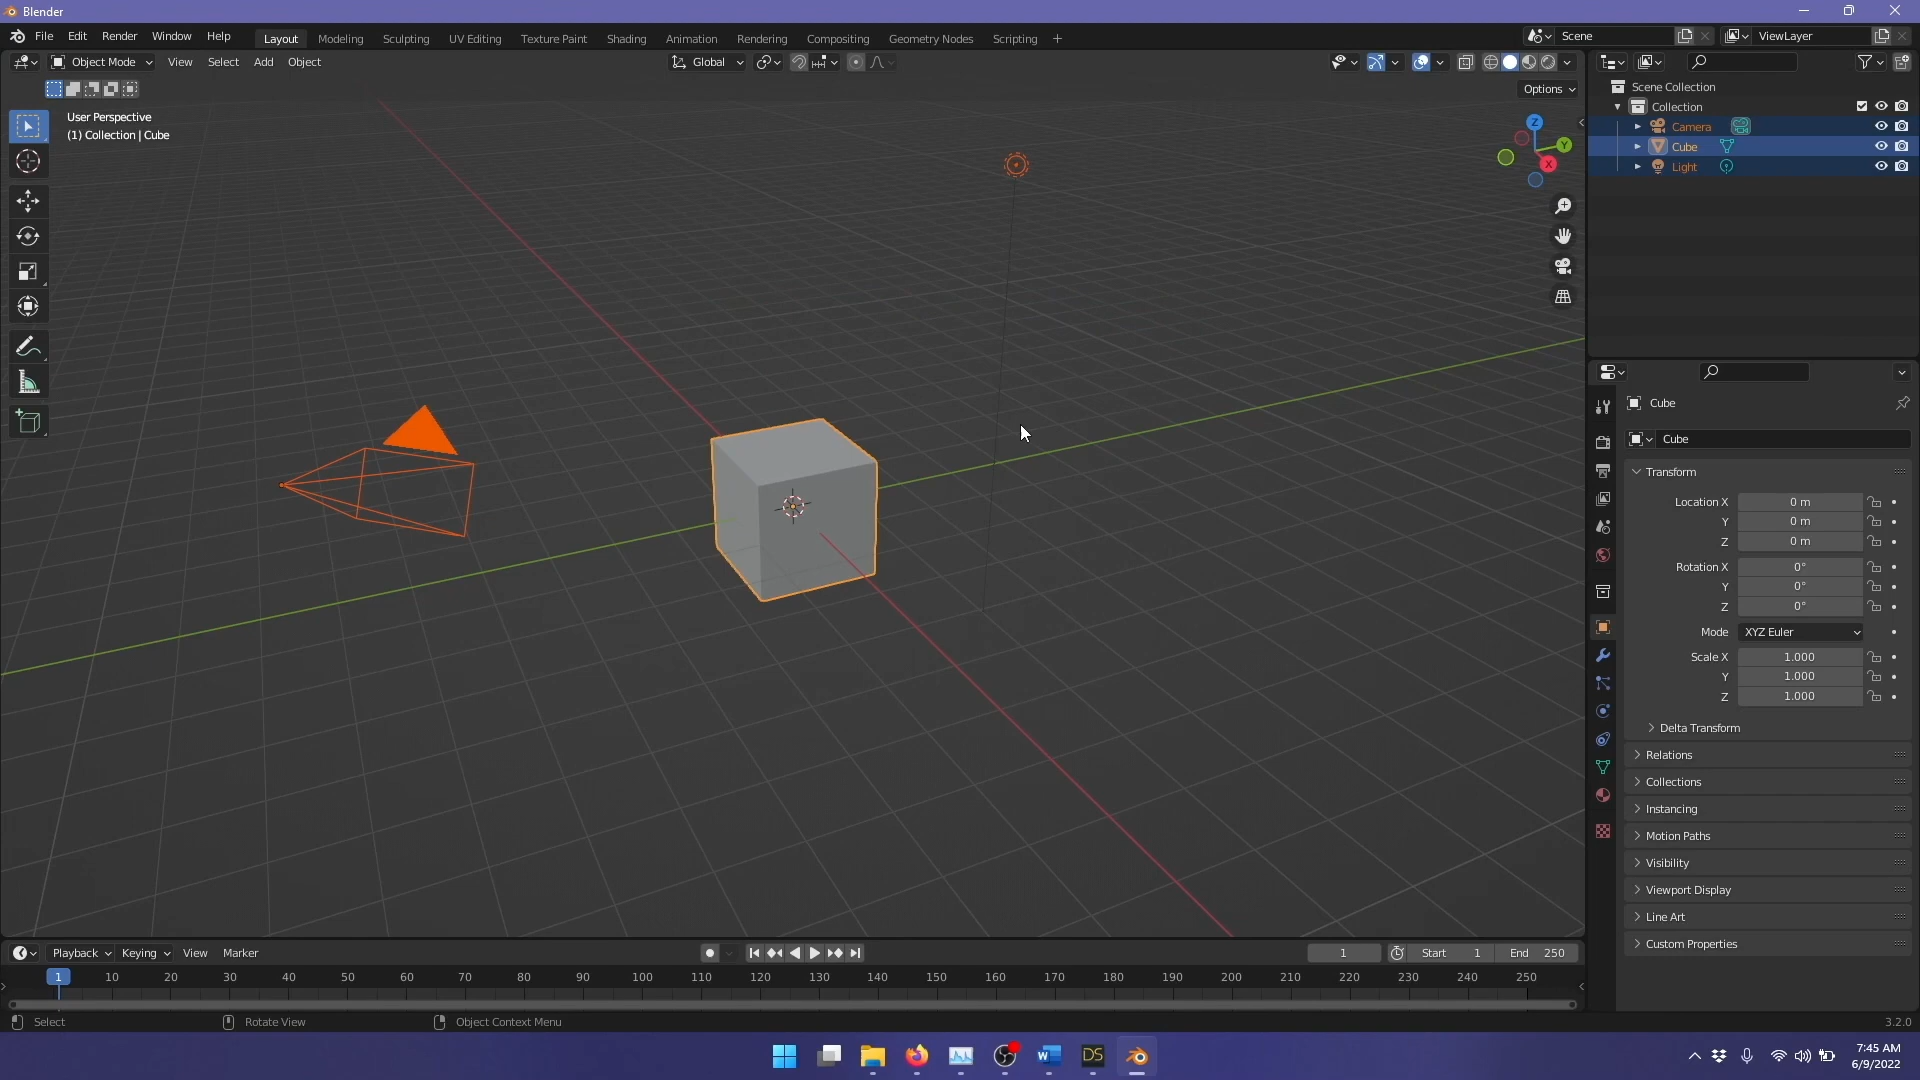 Blender
File Edit Render Window Help Layout Modeling Sculpting UV Editing Texture Paint Shading Animation Rendering Compositing Geometry Nodes Scripting + Scene ViewLayer
Object Mode View Select Add Object Global
Options
User Perspective
(1) Collection | Cube
Z
Y
X
Scene Collection
Collection
Camera
Cube
Light
Cube
Cube
Transform
Location X 0 m
Y 0 m
Z 0 m
Rotation X 0°
Y 0°
Z 0°
Mode XYZ Euler
Scale X 1.000
Y 1.000
Z 1.000
Delta Transform
Relations
Collections
Instancing
Motion Paths
Visibility
Viewport Display
Line Art
Custom Properties
Playback Keying View Marker 1 Start 1 End 250
1 10 20 30 40 50 60 70 80 90 100 110 120 130 140 150 160 170 180 190 200 210 220 230 240 250
Select Rotate View Object Context Menu 3.2.0
W DS
7:45 AM
6/9/2022